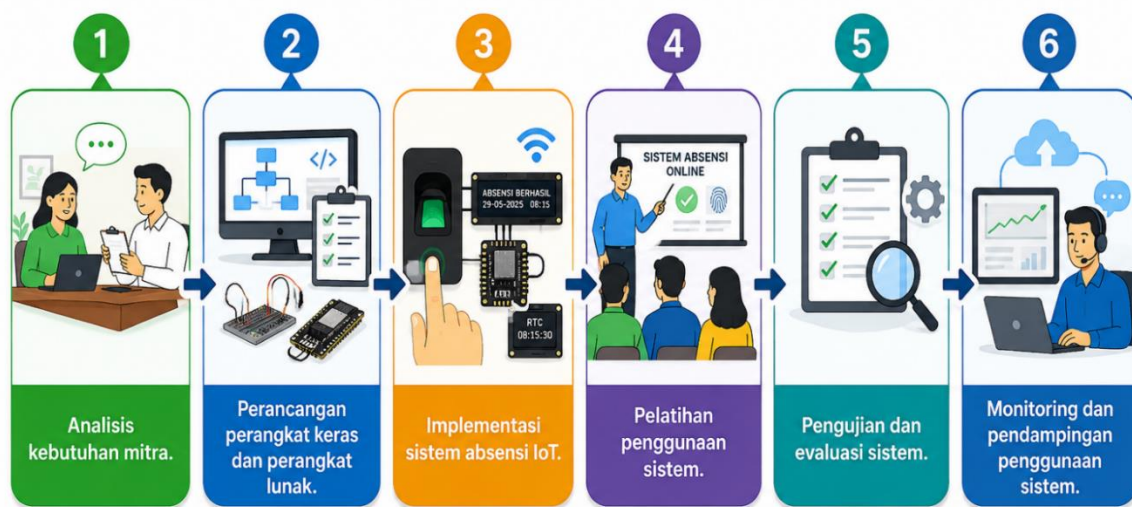 1
2
3
4
5
6
</>
ABSENSI BERHASIL
29-05-2025 08:15
RTC
08:15:30
SISTEM ABSENSI
ONLINE
Analisis
kebutuhan mitra.
Perancangan
perangkat keras
dan perangkat
lunak.
Implementasi
sistem absensi IoT.
Pelatihan
penggunaan
sistem.
Pengujian dan
evaluasi sistem.
Monitoring dan
pendampingan
penggunaan
sistem.